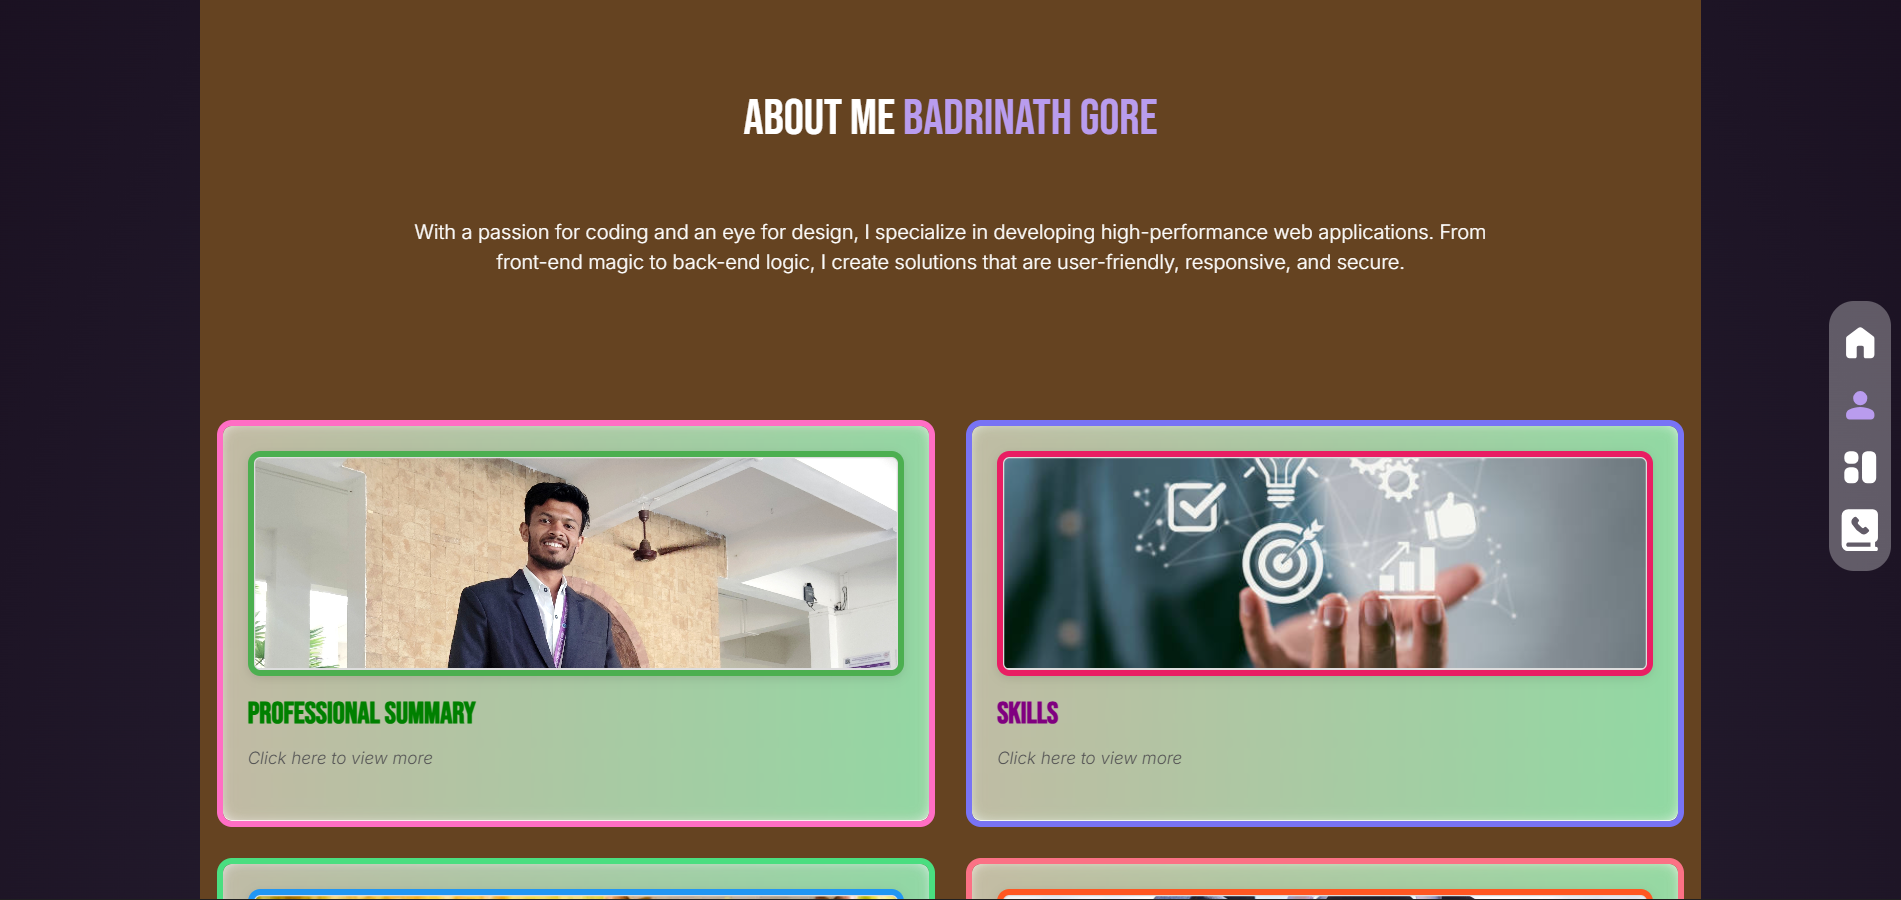 ABOUT ME BADRINATH GORE
With a passion for coding and an eye for design, I specialize in developing high-performance web applications. From
front-end magic to back-end logic, I create solutions that are user-friendly, responsive, and secure.
PROFESSIONAL SUMMARY
Click here to view more
SKILLS
Click here to view more